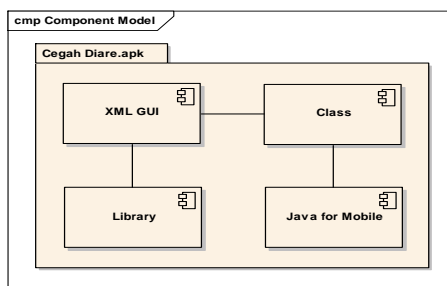 cmp Component Model
Cegah Diare.apk
XML GUI
Class
Library
Java for Mobile